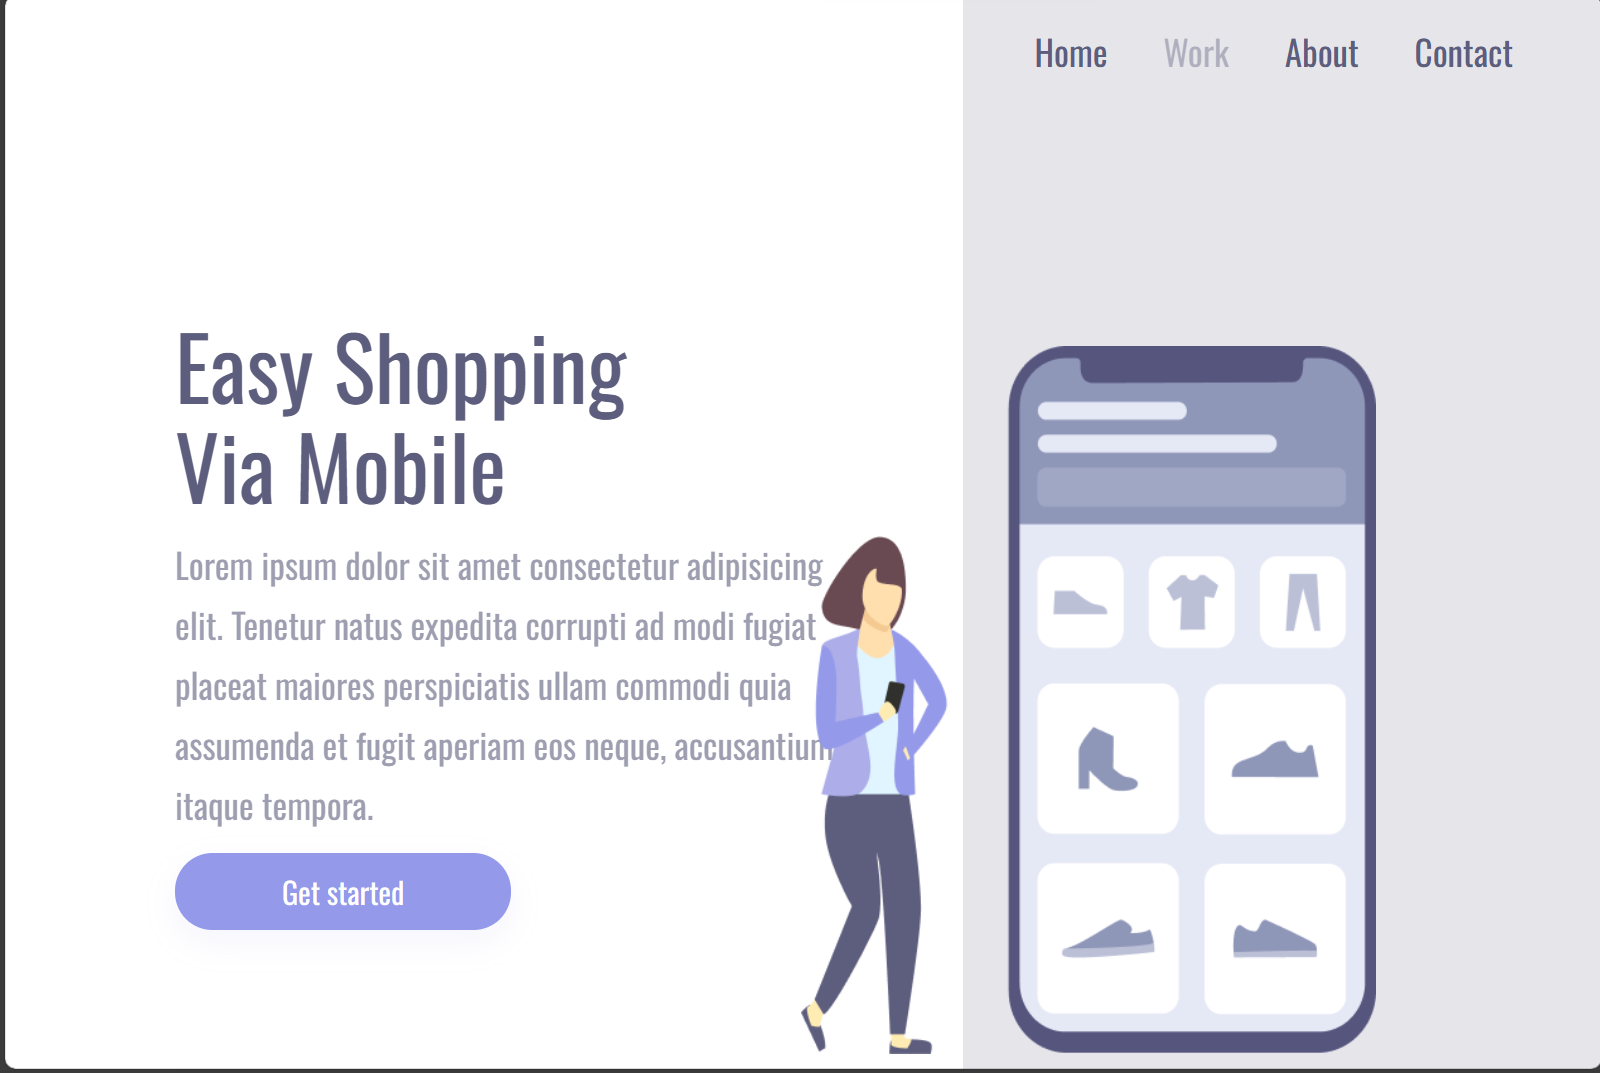 Home Work About Contact
Easy Shopping
Via Mobile
Lorem ipsum dolor sit amet consectetur adipisicing
elit. Tenetur natus expedita corrupti ad modi fugiat
placeat maiores perspiciatis ullam commodi quia
assumenda et fugit aperiam eos neque, accusantium
itaque tempora.
Get started